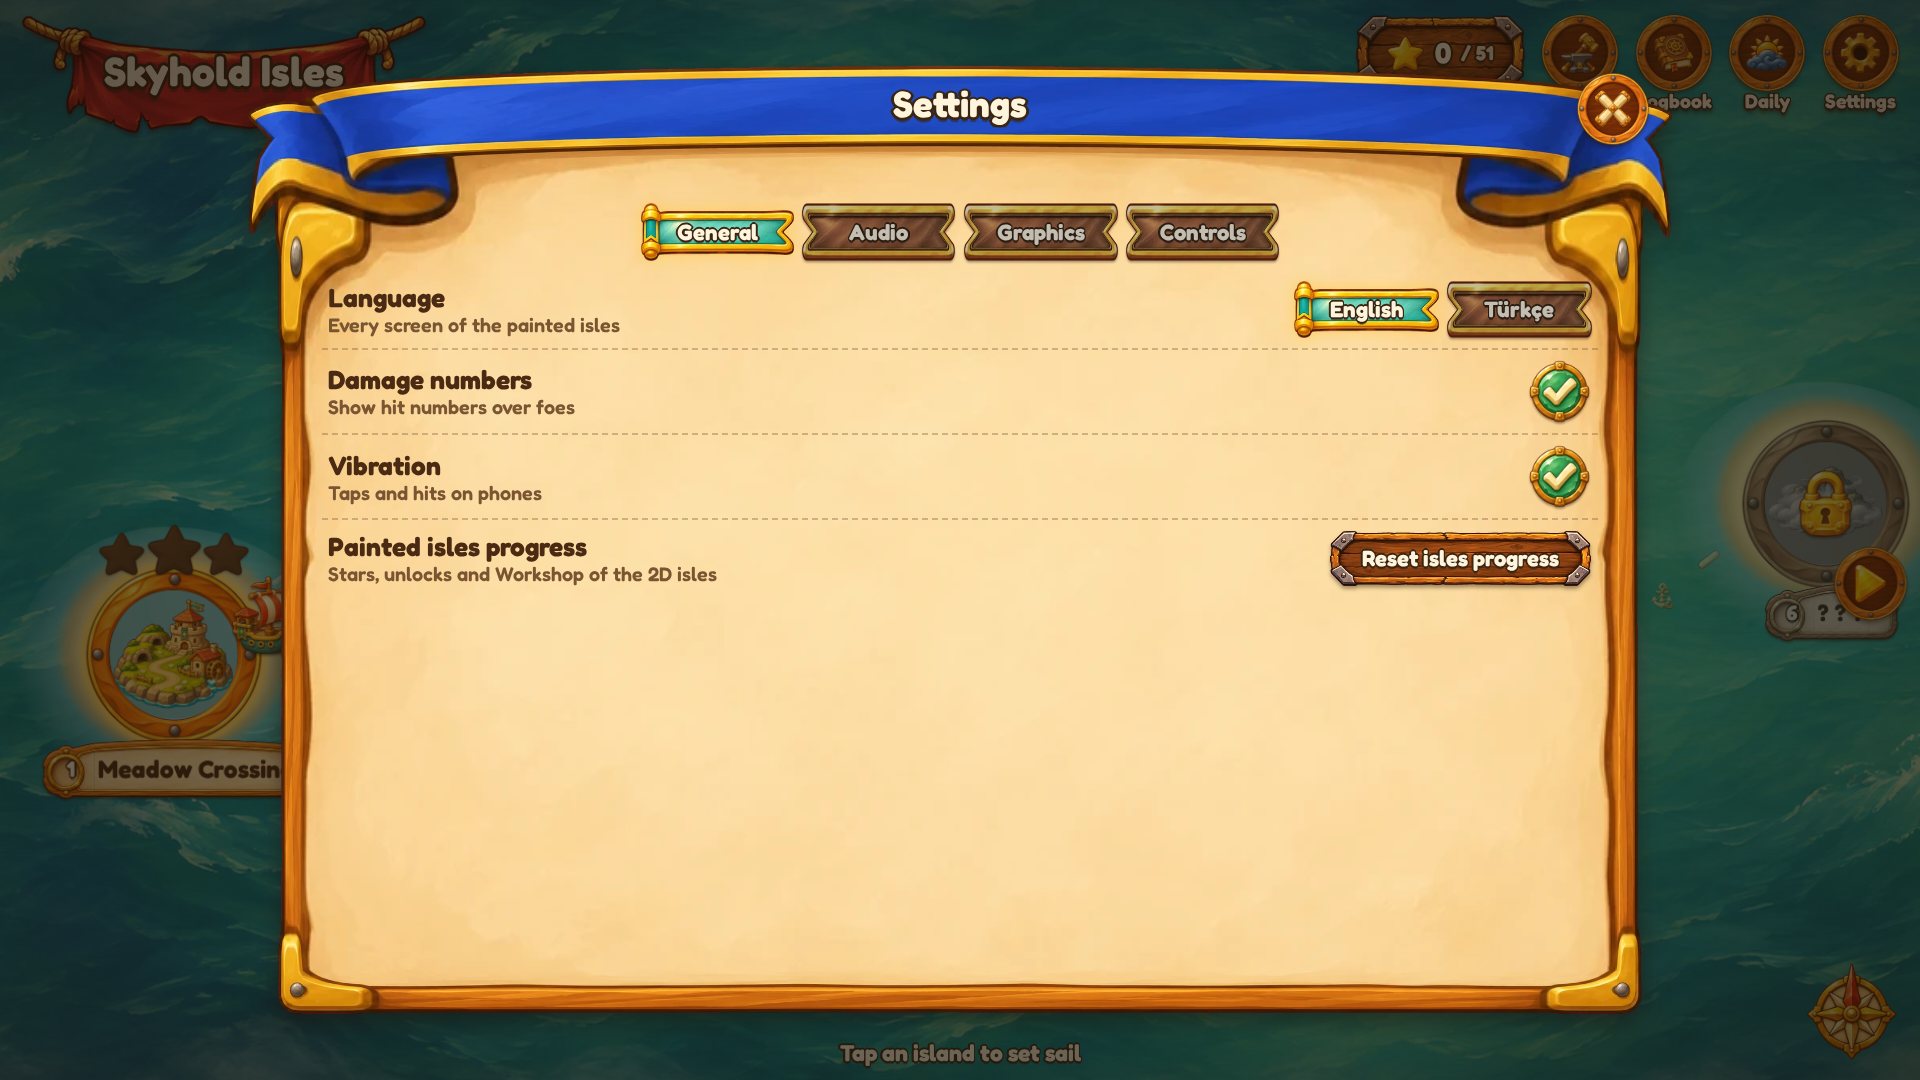 Skyhold Isles
0 / 51
ogbook
Daily
Settings
Settings
General
Audio
Graphics
Controls
Language
Every screen of the painted isles
English
Türkçe
Damage numbers
Show hit numbers over foes
Vibration
Taps and hits on phones
Painted isles progress
Stars, unlocks and Workshop of the 2D isles
Reset isles progress
1 Meadow Crossin
6 ???
Tap an island to set sail